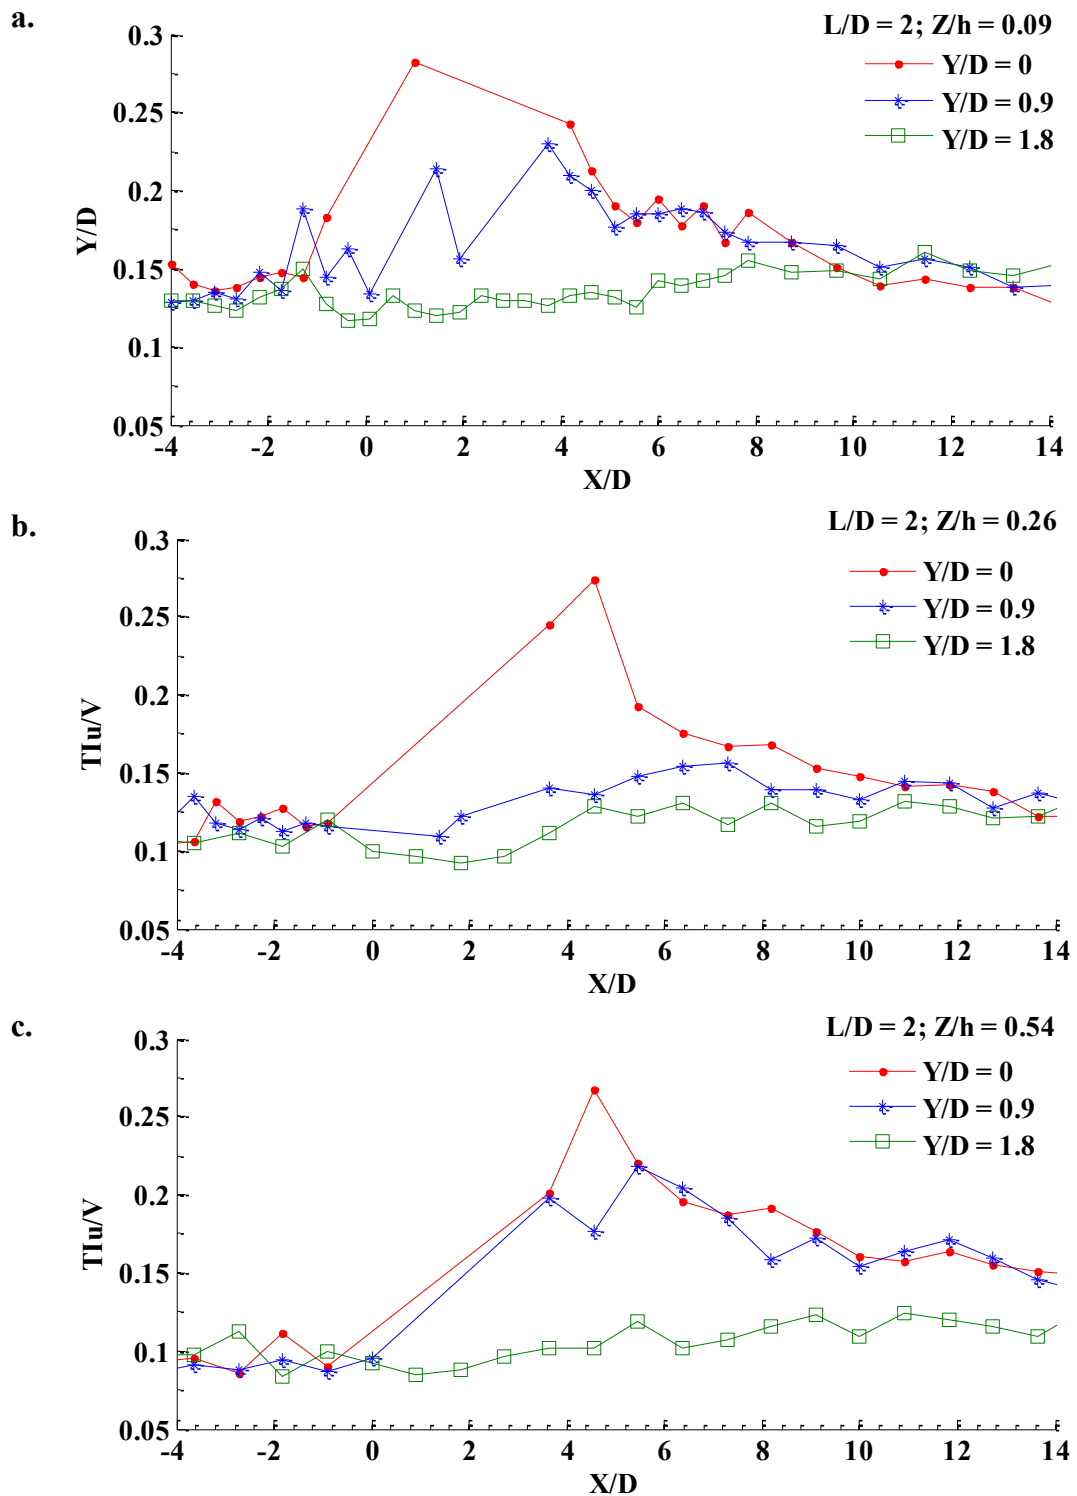 a.
L/D = 2; Z/h = 0.09
Y/D = 0
Y/D = 0.9
Y/D = 1.8
0.3
0.25
0.2
0.15
0.1
0.05
Y/D
-4 -2 0 2 4 6 8 10 12 14
X/D
b.
L/D = 2; Z/h = 0.26
Y/D = 0
Y/D = 0.9
Y/D = 1.8
0.3
0.25
0.2
0.15
0.1
0.05
TIu/V
-4 -2 0 2 4 6 8 10 12 14
X/D
c.
L/D = 2; Z/h = 0.54
Y/D = 0
Y/D = 0.9
Y/D = 1.8
0.3
0.25
0.2
0.15
0.1
0.05
TIu/V
-4 -2 0 2 4 6 8 10 12 14
X/D